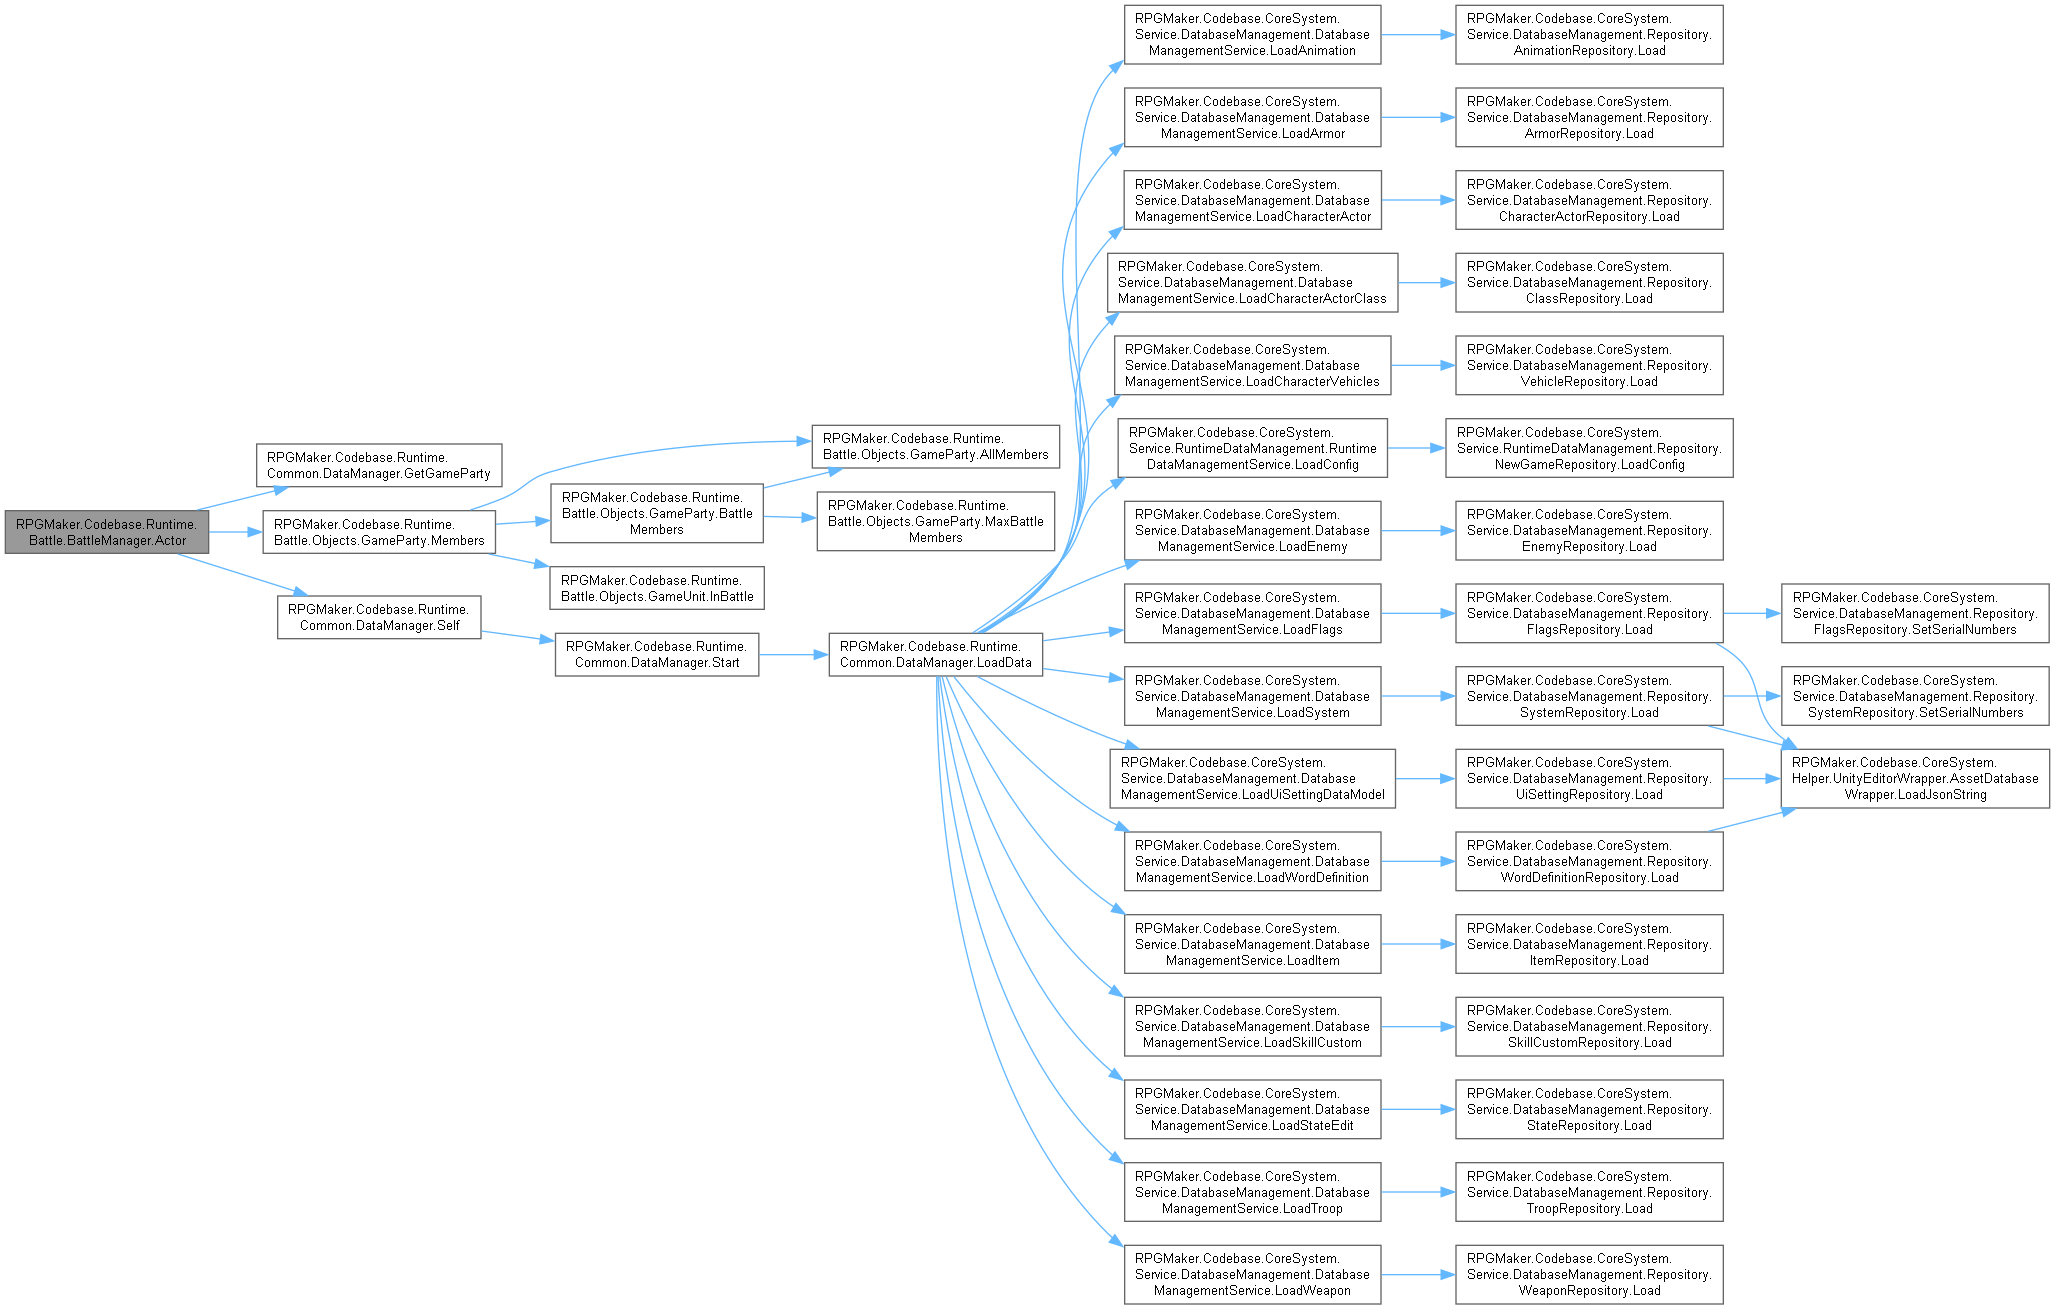 RPGMaker.Codebase.Runtime.
Battle.BattleManager.Actor
RPGMaker.Codebase.Runtime.
Common.DataManager.GetGameParty
RPGMaker.Codebase.Runtime.
Battle.Objects.GameParty.Members
RPGMaker.Codebase.Runtime.
Common.DataManager.Self
RPGMaker.Codebase.Runtime.
Battle.Objects.GameParty.Battle
Members
RPGMaker.Codebase.Runtime.
Battle.Objects.GameUnit.InBattle
RPGMaker.Codebase.Runtime.
Common.DataManager.Start
RPGMaker.Codebase.Runtime.
Battle.Objects.GameParty.AllMembers
RPGMaker.Codebase.Runtime.
Battle.Objects.GameParty.MaxBattle
Members
RPGMaker.Codebase.Runtime.
Common.DataManager.LoadData
RPGMaker.Codebase.CoreSystem.
Service.DatabaseManagement.Database
ManagementService.LoadAnimation
RPGMaker.Codebase.CoreSystem.
Service.DatabaseManagement.Repository.
AnimationRepository.Load
RPGMaker.Codebase.CoreSystem.
Service.DatabaseManagement.Database
ManagementService.LoadArmor
RPGMaker.Codebase.CoreSystem.
Service.DatabaseManagement.Repository.
ArmorRepository.Load
RPGMaker.Codebase.CoreSystem.
Service.DatabaseManagement.Database
ManagementService.LoadCharacterActor
RPGMaker.Codebase.CoreSystem.
Service.DatabaseManagement.Repository.
CharacterActorRepository.Load
RPGMaker.Codebase.CoreSystem.
Service.DatabaseManagement.Database
ManagementService.LoadCharacterActorClass
RPGMaker.Codebase.CoreSystem.
Service.DatabaseManagement.Repository.
ClassRepository.Load
RPGMaker.Codebase.CoreSystem.
Service.DatabaseManagement.Database
ManagementService.LoadCharacterVehicles
RPGMaker.Codebase.CoreSystem.
Service.DatabaseManagement.Repository.
VehicleRepository.Load
RPGMaker.Codebase.CoreSystem.
Service.RuntimeDataManagement.Runtime
DataManagementService.LoadConfig
RPGMaker.Codebase.CoreSystem.
Service.RuntimeDataManagement.Repository.
NewGameRepository.LoadConfig
RPGMaker.Codebase.CoreSystem.
Service.DatabaseManagement.Database
ManagementService.LoadEnemy
RPGMaker.Codebase.CoreSystem.
Service.DatabaseManagement.Repository.
EnemyRepository.Load
RPGMaker.Codebase.CoreSystem.
Service.DatabaseManagement.Database
ManagementService.LoadFlags
RPGMaker.Codebase.CoreSystem.
Service.DatabaseManagement.Repository.
FlagsRepository.Load
RPGMaker.Codebase.CoreSystem.
Service.DatabaseManagement.Repository.
FlagsRepository.SetSerialNumbers
RPGMaker.Codebase.CoreSystem.
Service.DatabaseManagement.Database
ManagementService.LoadSystem
RPGMaker.Codebase.CoreSystem.
Service.DatabaseManagement.Repository.
SystemRepository.Load
RPGMaker.Codebase.CoreSystem.
Service.DatabaseManagement.Repository.
SystemRepository.SetSerialNumbers
RPGMaker.Codebase.CoreSystem.
Service.DatabaseManagement.Database
ManagementService.LoadUiSettingDataModel
RPGMaker.Codebase.CoreSystem.
Service.DatabaseManagement.Repository.
UiSettingRepository.Load
RPGMaker.Codebase.CoreSystem.
Helper.UnityEditorWrapper.AssetDatabase
Wrapper.LoadJsonString
RPGMaker.Codebase.CoreSystem.
Service.DatabaseManagement.Database
ManagementService.LoadWordDefinition
RPGMaker.Codebase.CoreSystem.
Service.DatabaseManagement.Repository.
WordDefinitionRepository.Load
RPGMaker.Codebase.CoreSystem.
Service.DatabaseManagement.Database
ManagementService.LoadItem
RPGMaker.Codebase.CoreSystem.
Service.DatabaseManagement.Repository.
ItemRepository.Load
RPGMaker.Codebase.CoreSystem.
Service.DatabaseManagement.Database
ManagementService.LoadSkillCustom
RPGMaker.Codebase.CoreSystem.
Service.DatabaseManagement.Repository.
SkillCustomRepository.Load
RPGMaker.Codebase.CoreSystem.
Service.DatabaseManagement.Database
ManagementService.LoadStateEdit
RPGMaker.Codebase.CoreSystem.
Service.DatabaseManagement.Repository.
StateRepository.Load
RPGMaker.Codebase.CoreSystem.
Service.DatabaseManagement.Database
ManagementService.LoadTroop
RPGMaker.Codebase.CoreSystem.
Service.DatabaseManagement.Repository.
TroopRepository.Load
RPGMaker.Codebase.CoreSystem.
Service.DatabaseManagement.Database
ManagementService.LoadWeapon
RPGMaker.Codebase.CoreSystem.
Service.DatabaseManagement.Repository.
WeaponRepository.Load